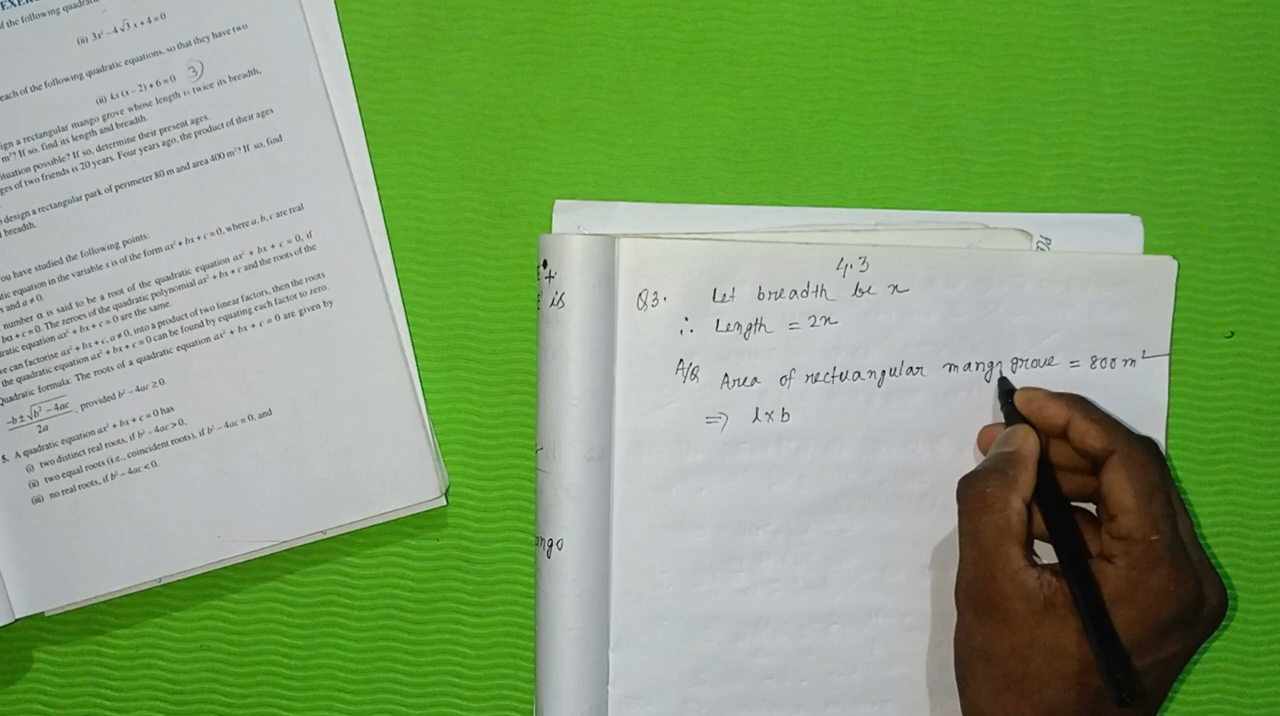 of the following quadra
(ii) 3x² – 4√3 x + 4 = 0
each of the following quadratic equations, so that they have two
(ii) kx (x – 2) + 6 = 0 3
ign a rectangular mango grove whose length is twice its breadth,
m²? If so, find its length and breadth.
situation possible? If so, determine their present ages.
ges of two friends is 20 years. Four years ago, the product of their ages
design a rectangular park of perimeter 80 m and area 400 m²? If so, find
breadth.
ou have studied the following points:
tic equation in the variable x is of the form ax² + bx + c = 0, where a, b, c are real
s and a ≠ 0.
number α is said to be a root of the quadratic equation ax² + bx + c = 0, if
bα + c = 0. The zeroes of the quadratic polynomial ax² + bx + c and the roots of the
dratic equation ax² + bx + c = 0 are the same.
we can factorise ax² + bx + c, a ≠ 0, into a product of two linear factors, then the roots
the quadratic equation ax² + bx + c = 0 can be found by equating each factor to zero.
Quadratic formula: The roots of a quadratic equation ax² + bx + c = 0 are given by
-b ± √b² – 4ac / 2a , provided b² – 4ac ≥ 0.
5. A quadratic equation ax² + bx + c = 0 has
(i) two distinct real roots, if b² – 4ac > 0,
(ii) two equal roots (i.e., coincident roots), if b² – 4ac = 0, and
(iii) no real roots, if b² – 4ac < 0.
is
ango
4.3
Q3. Let breadth be x
∴ Length = 2x
A/Q Area of rectuangular mango grove = 800 m²
⇒ l×b